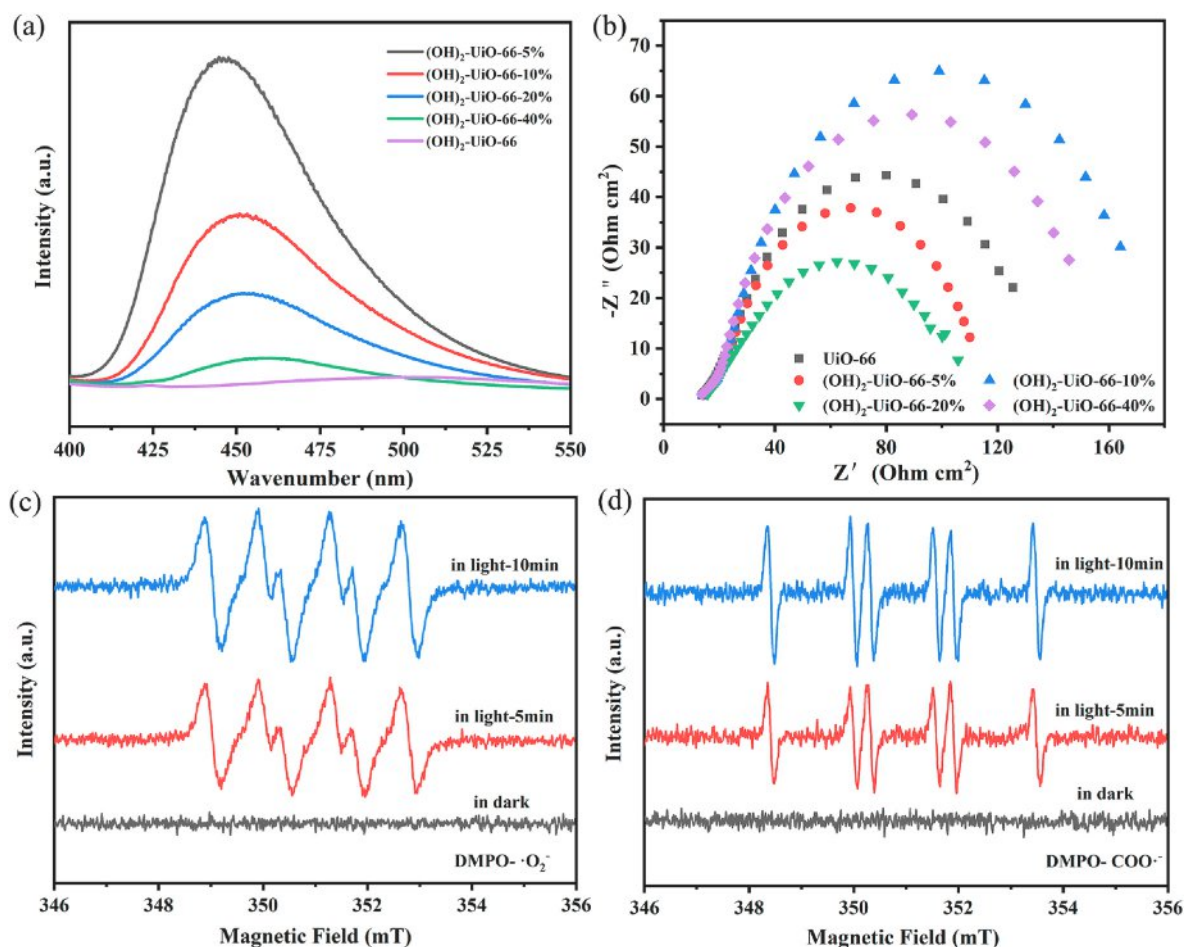 (a)
(OH)₂-UiO-66-5%
(OH)₂-UiO-66-10%
(OH)₂-UiO-66-20%
(OH)₂-UiO-66-40%
(OH)₂-UiO-66
Intensity (a.u.)
400 425 450 475 500 525 550
Wavenumber (nm)
(b)
70
60
50
40
30
20
10
0
-Z'' (Ohm cm²)
UiO-66
(OH)₂-UiO-66-5% (OH)₂-UiO-66-10%
(OH)₂-UiO-66-20% (OH)₂-UiO-66-40%
0 40 80 120 160
Z′ (Ohm cm²)
(c)
in light-10min
in light-5min
in dark
DMPO- ·O₂⁻
Intensity (a.u.)
346 348 350 352 354 356
Magnetic Field (mT)
(d)
in light-10min
in light-5min
in dark
DMPO- COO·⁻
Intensity (a.u.)
346 348 350 352 354 356
Magnetic Field (mT)